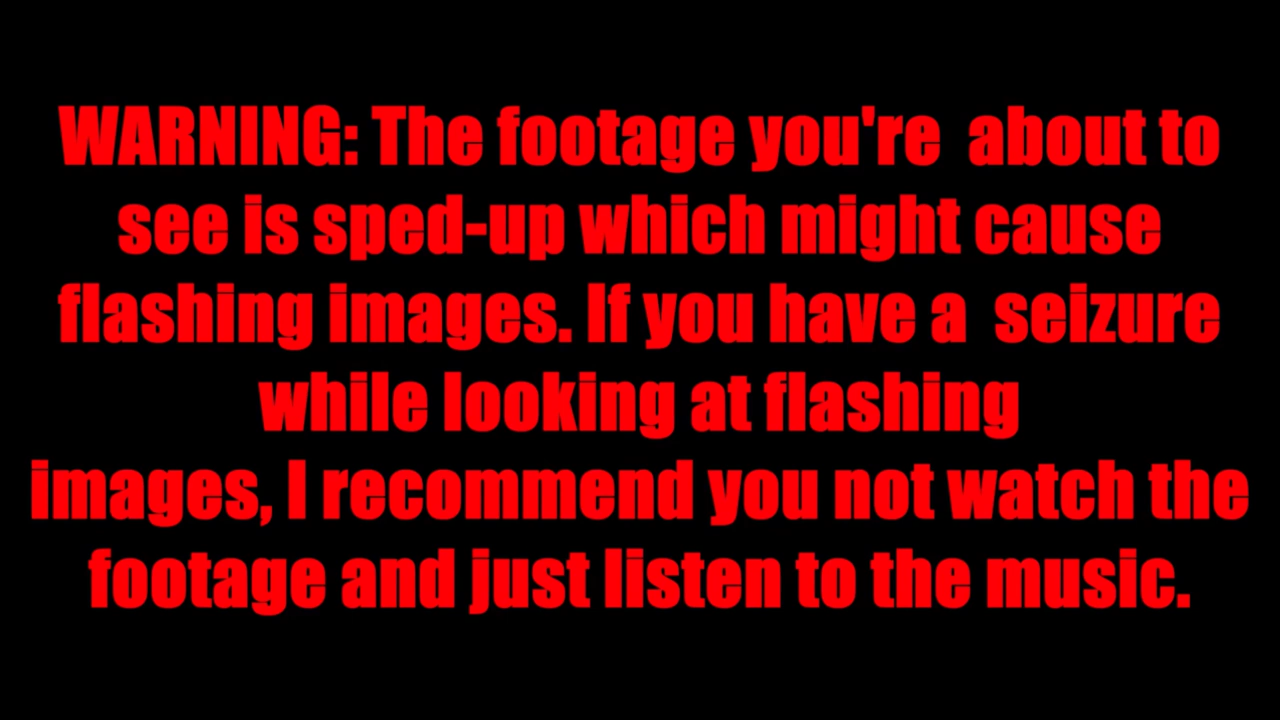 WARNING: The footage you're  about to
see is sped-up which might cause
flashing images. If you have a  seizure
while looking at flashing
images, I recommend you not watch the
footage and just listen to the music.